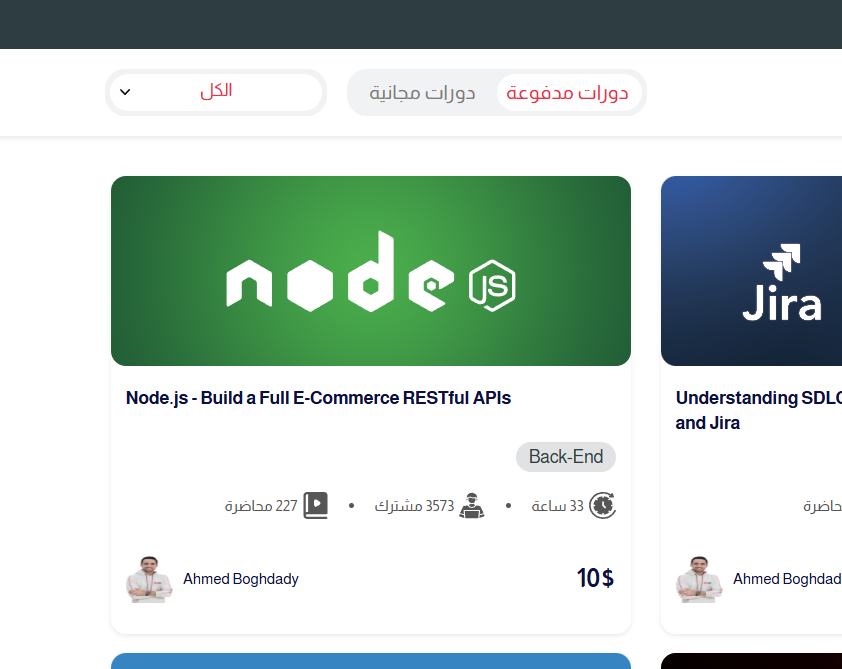 دورات مدفوعة
دورات مجانية
الكل
node JS
Node.js - Build a Full E-Commerce RESTful APIs
Back-End
33 ساعة • 3573 مشترك • 227 محاضرة
Ahmed Boghdady
10$
Jira
Understanding SDLC
and Jira
Ahmed Boghdad